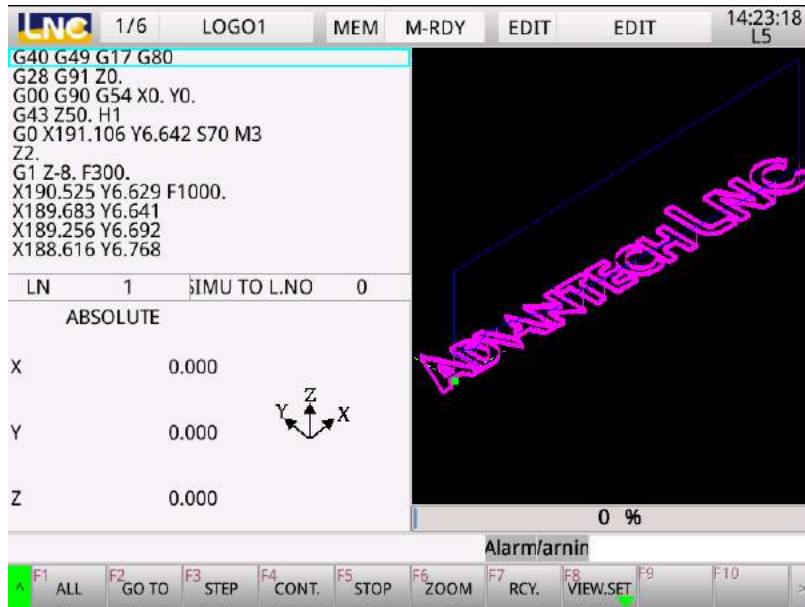 LNC 1/6 LOGO1 MEM M-RDY EDIT EDIT 14:23:18
L5
G40 G49 G17 G80
G28 G91 Z0.
G00 G90 G54 X0. Y0.
G43 Z50. H1
G0 X191.106 Y6.642 S70 M3
Z2.
G1 Z-8. F300.
X190.525 Y6.629 F1000.
X189.683 Y6.641
X189.256 Y6.692
X188.616 Y6.768
ADVANTECH LNC
LN 1 SIMU TO L.NO 0
ABSOLUTE
X 0.000
Z
Y X
Y 0.000
Z 0.000
0 %
Alarm/arnin
^ F1 ALL F2 GO TO F3 STEP F4 CONT. F5 STOP F6 ZOOM F7 RCY. F8 VIEW.SET F9 F10 >